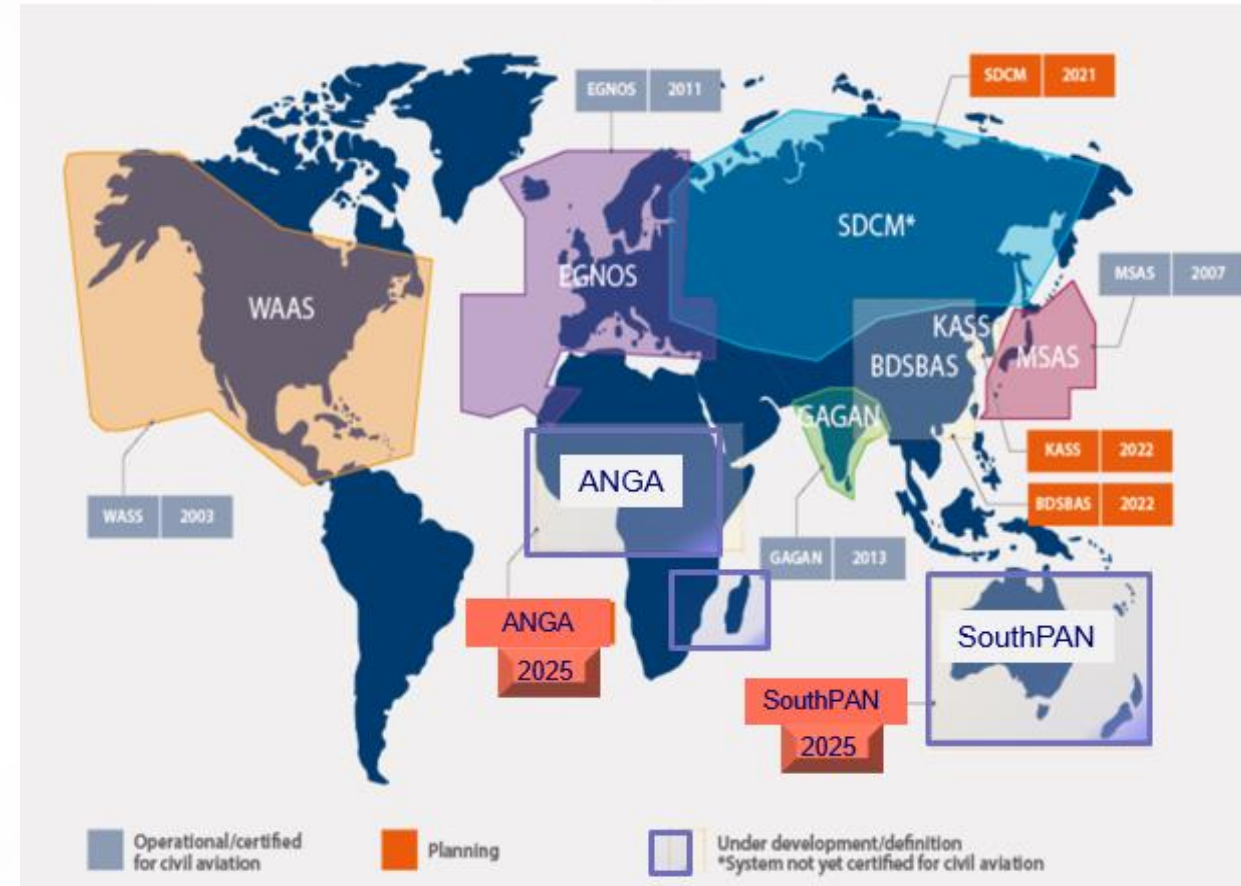 EGNOS 2011
SDCM 2021
SDCM*
EGNOS
MSAS 2007
WAAS
KASS
MSAS
BDSBAS
GAGAN
ANGA
KASS 2022
BDSBAS 2022
WASS 2003
GAGAN 2013
ANGA
2025
SouthPAN
SouthPAN
2025
Operational/certified
for civil aviation
Planning
Under development/definition
*System not yet certified for civil aviation